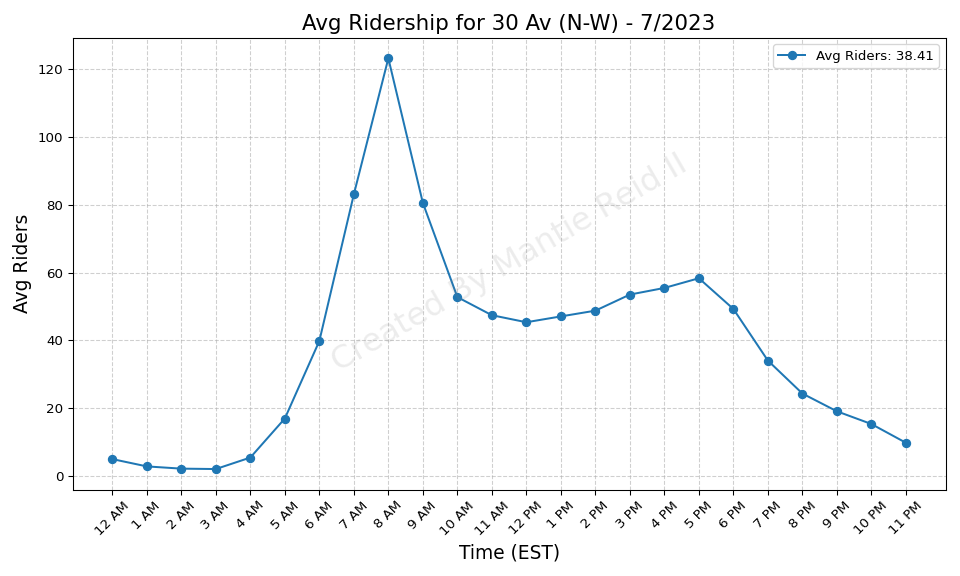 Avg Ridership for 30 Av (N-W) - 7/2023
Avg Riders: 38.41
120
100
80
60
40
20
0
Avg Riders
Created By Mantle Reid II
12 AM
1 AM
2 AM
3 AM
4 AM
5 AM
6 AM
7 AM
8 AM
9 AM
10 AM
11 AM
12 PM
1 PM
2 PM
3 PM
4 PM
5 PM
6 PM
7 PM
8 PM
9 PM
10 PM
11 PM
Time (EST)